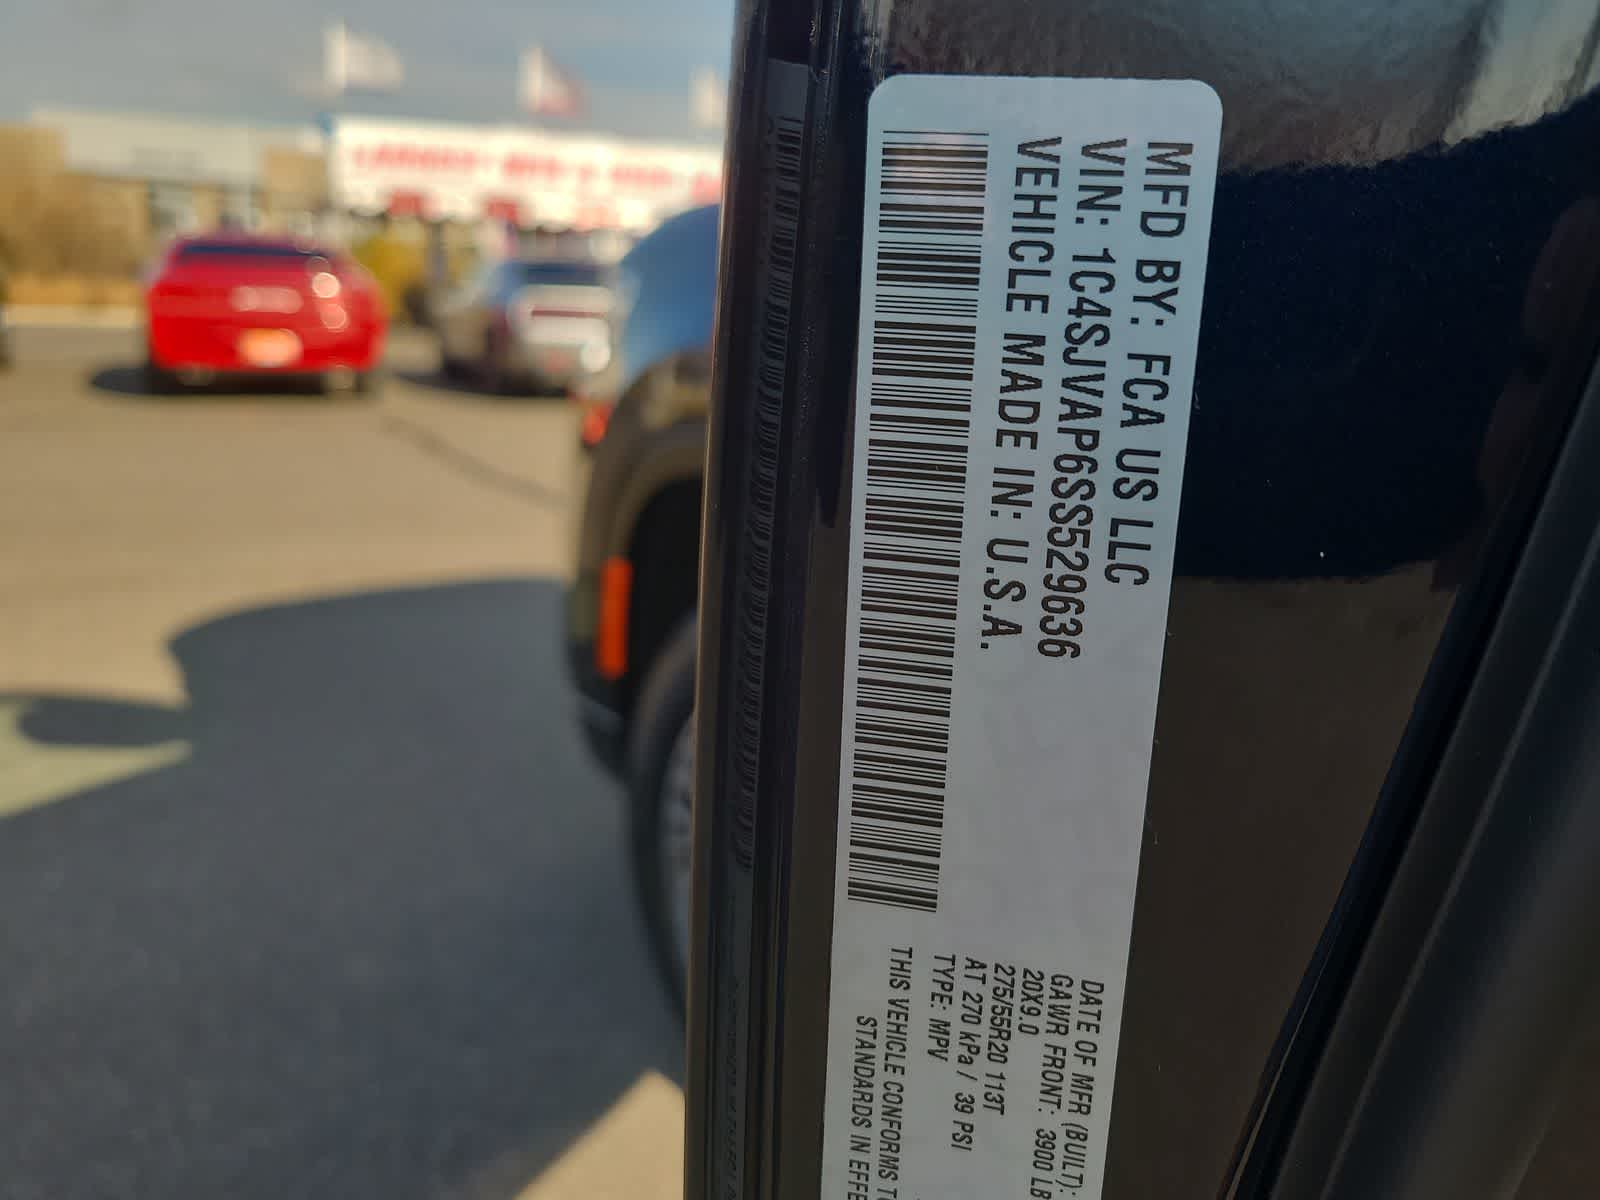 MFD BY: FCA US LLC
VIN: 1C4SJVAP6SS529636
VEHICLE MADE IN: U.S.A.
DATE OF MFR (BUILT):
GAWR FRONT: 3900 LB
20X9.0
275/55R20 113T
AT 270 kPa / 39 PSI
TYPE: MPV
THIS VEHICLE CONFORMS
STANDARDS IN